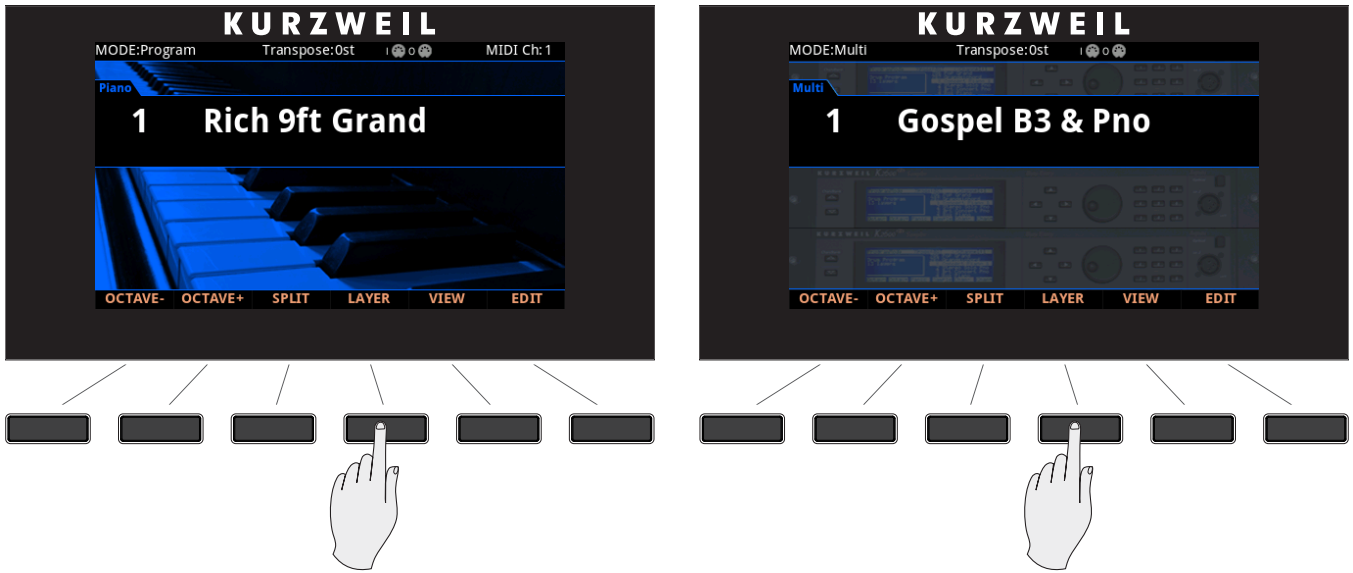 KURZWEIL
MODE:Program Transpose:0st I O MIDI Ch:1
Piano
1 Rich 9ft Grand
OCTAVE- OCTAVE+ SPLIT LAYER VIEW EDIT
KURZWEIL
MODE:Multi Transpose:0st I O
Multi
1 Gospel B3 & Pno
OCTAVE- OCTAVE+ SPLIT LAYER VIEW EDIT